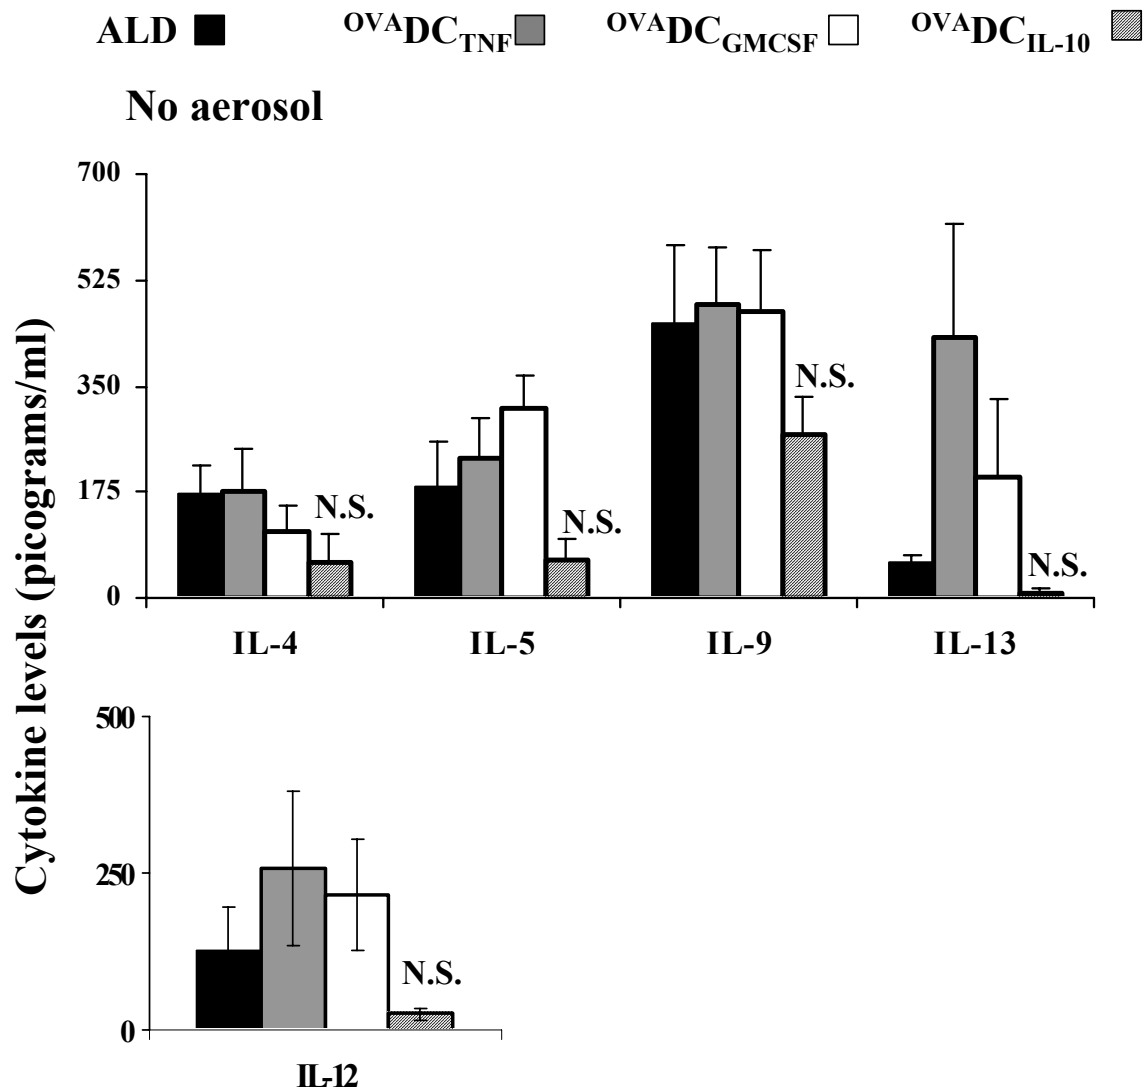 ALD OVADCTNF OVADCGMCSF OVADCIL-10
No aerosol
Cytokine levels (picograms/ml)
700
525
350
175
0
N.S.
N.S.
N.S.
N.S.
IL-4 IL-5 IL-9 IL-13
500
250
0
N.S.
IL-12